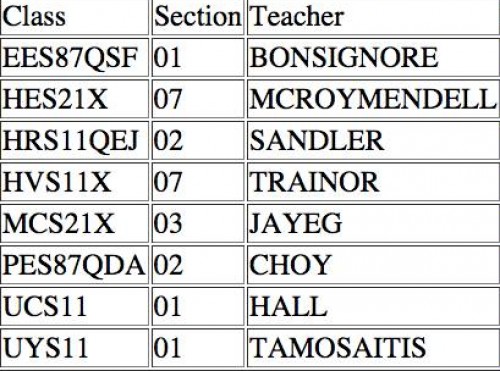 Class Section Teacher
EES87QSF 01 BONSIGNORE
HES21X 07 MCROYMENDELL
HRS11QEJ 02 SANDLER
HVS11X 07 TRAINOR
MCS21X 03 JAYEG
PES87QDA 02 CHOY
UCS11 01 HALL
UYS11 01 TAMOSAITIS